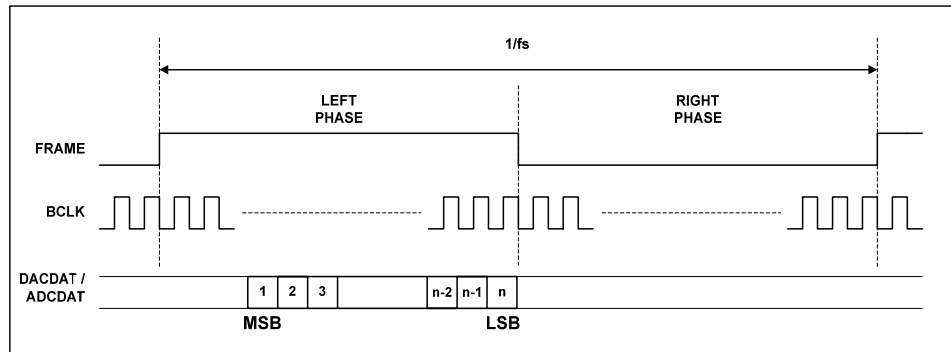 1/fs
LEFT
PHASE
RIGHT
PHASE
FRAME
BCLK
DACDAT /
ADCDAT
1 2 3 n-2 n-1 n
MSB LSB